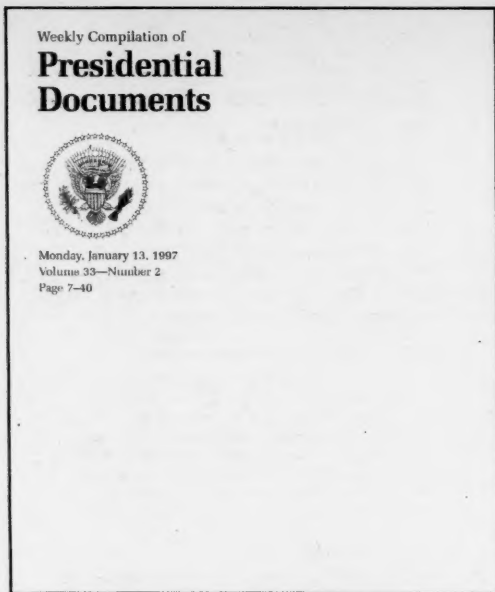 Weekly Compilation of
Presidential
Documents
Monday, January 13, 1997
Volume 33—Number 2
Page 7–40